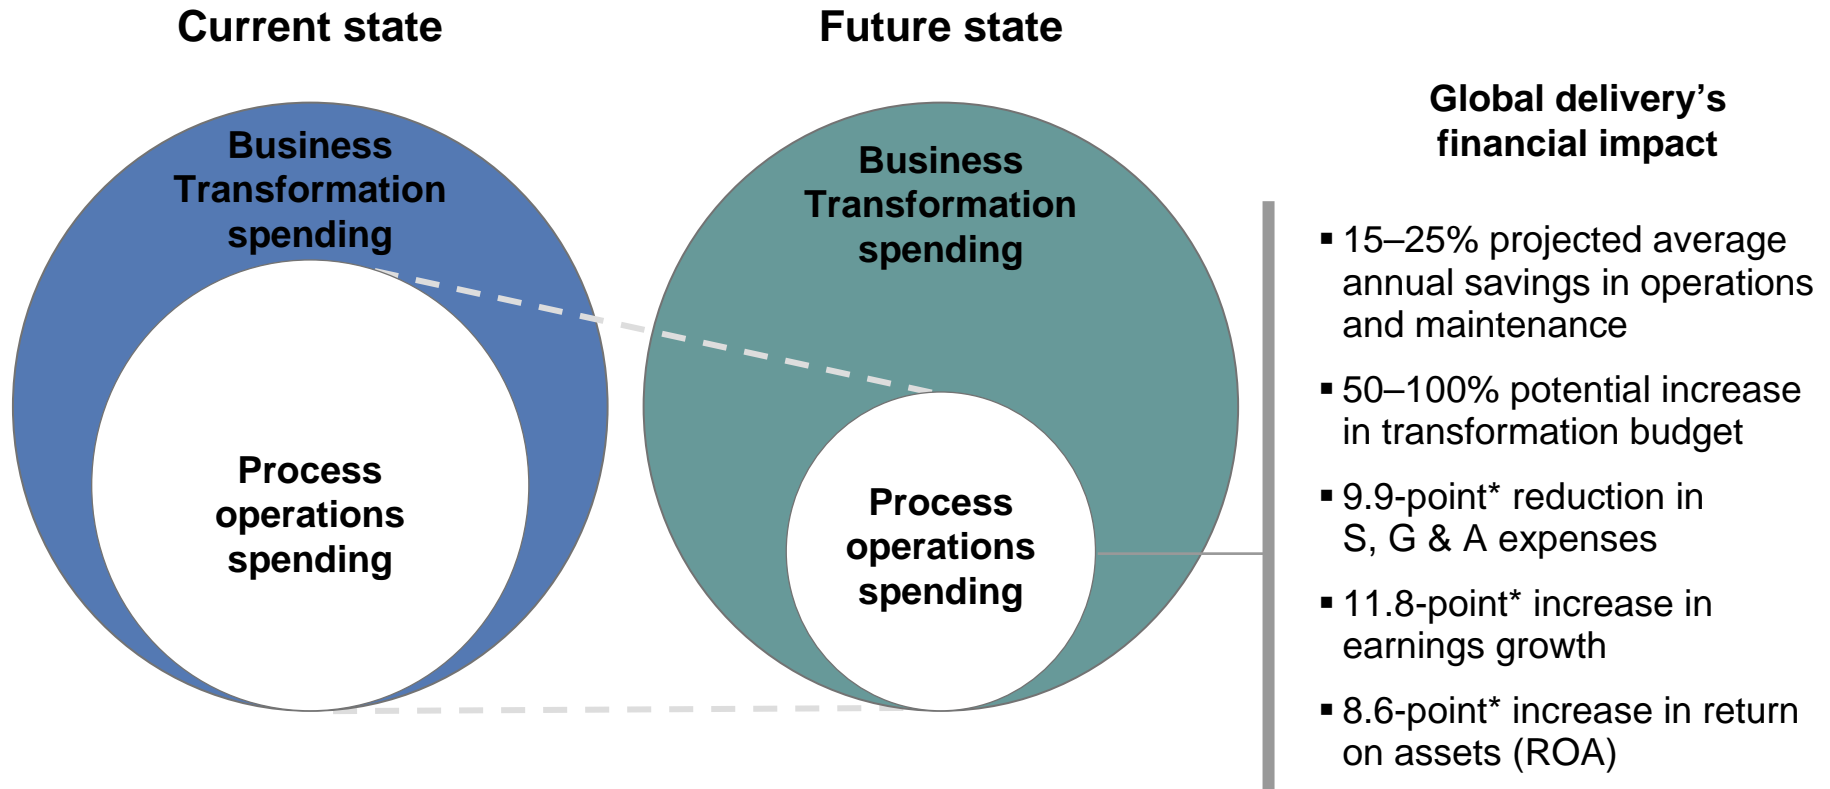 Current state
Future state
Business
Transformation
spending
Process
operations
spending
Business
Transformation
spending
Process
operations
spending
Global delivery’s
financial impact
▪ 15–25% projected average
annual savings in operations
and maintenance
▪ 50–100% potential increase
in transformation budget
▪ 9.9-point* reduction in
S, G & A expenses
▪ 11.8-point* increase in
earnings growth
▪ 8.6-point* increase in return
on assets (ROA)